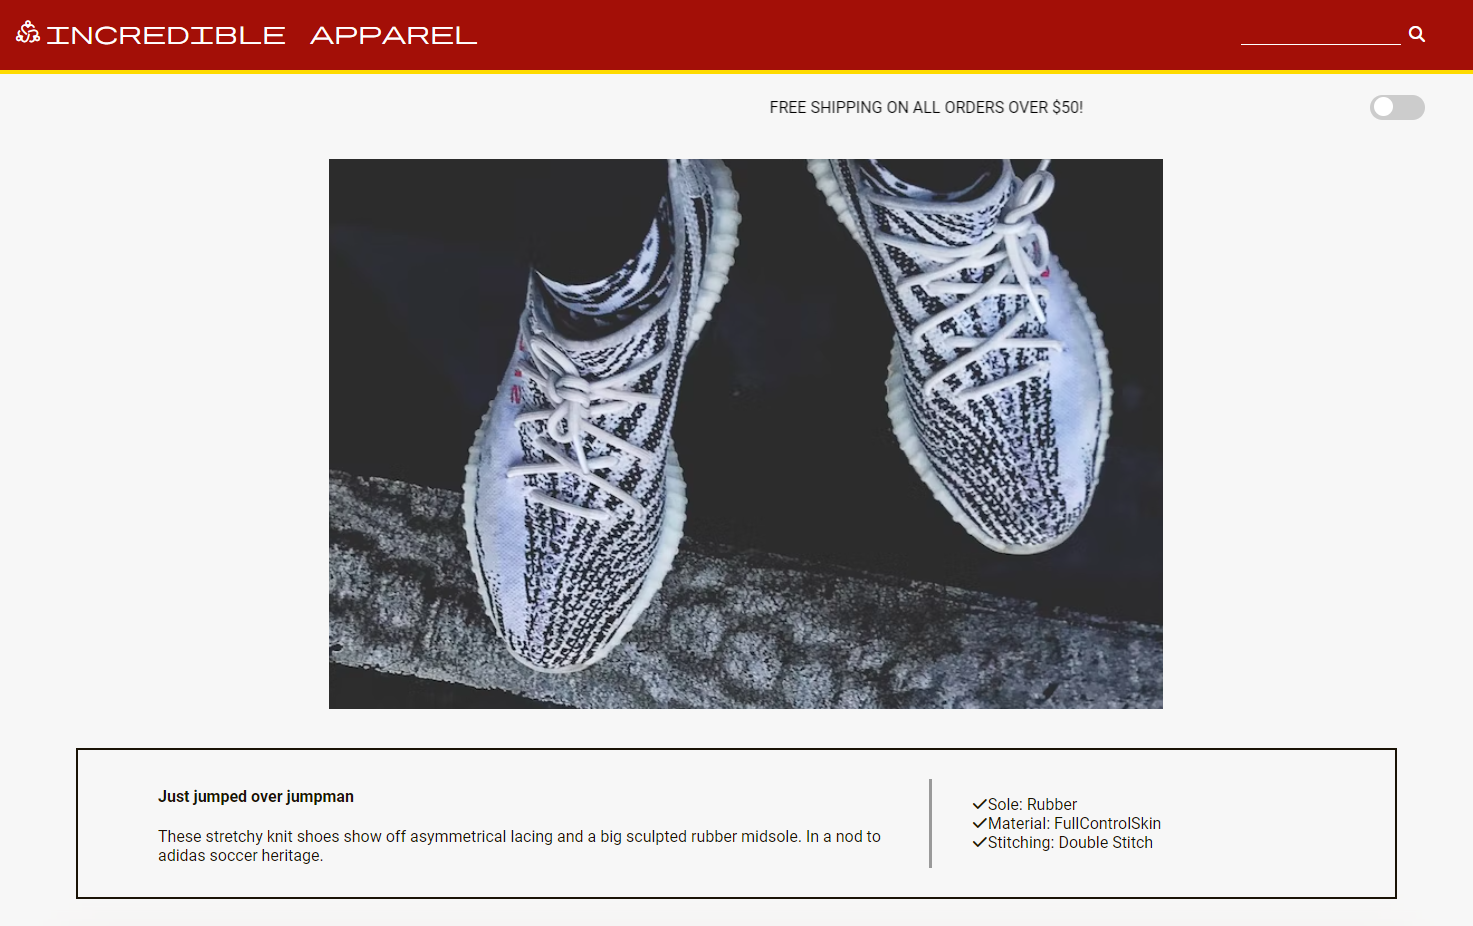 INCREDIBLE APPAREL
FREE SHIPPING ON ALL ORDERS OVER $50!
Just jumped over jumpman
These stretchy knit shoes show off asymmetrical lacing and a big sculpted rubber midsole. In a nod to
adidas soccer heritage.
Sole: Rubber
Material: FullControlSkin
Stitching: Double Stitch